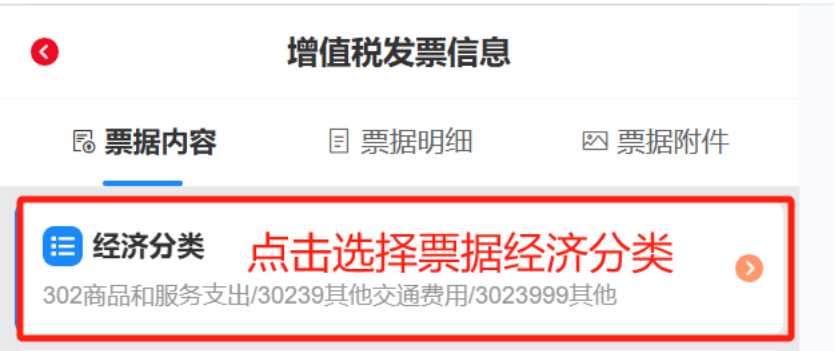 增值税发票信息
票据内容 票据明细 票据附件
经济分类 点击选择票据经济分类
302商品和服务支出/30239其他交通费用/3023999其他